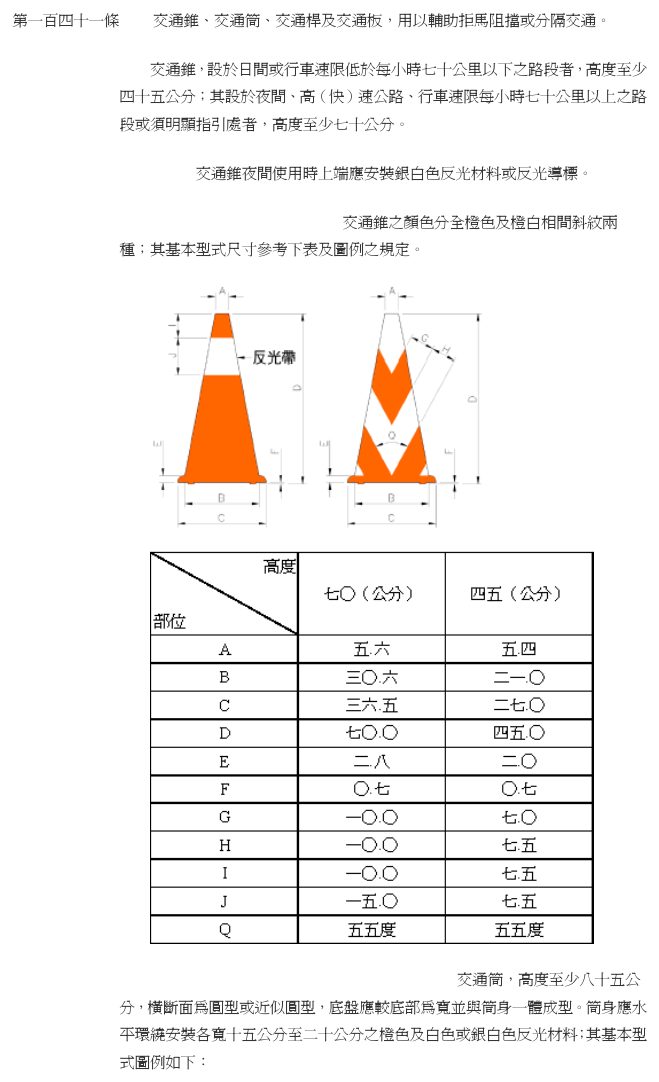 第一百四十一條　　交通錐、交通筒、交通桿及交通板，用以輔助拒馬阻擋或分隔交通。
交通錐，設於日間或行車速限低於每小時七十公里以下之路段者，高度至少
四十五公分；其設於夜間、高（快）速公路、行車速限每小時七十公里以上之路
段或須明顯指引處者，高度至少七十公分。
交通錐夜間使用時上端應安裝銀白色反光材料或反光導標。
交通錐之顏色分全橙色及橙白相間斜紋兩
種；其基本型式尺寸參考下表及圖例之規定。
A
I
J
反光帶
D
E
F
B
C
A
G
H
D
Q
E
F
B
C
高度
部位
七〇（公分） 四五（公分）
A 五.六 五.四
B 三〇.六 二一.〇
C 三六.五 二七.〇
D 七〇.〇 四五.〇
E 二.八 二.〇
F 〇.七 〇.七
G 一〇.〇 七.〇
H 一〇.〇 七.五
I 一〇.〇 七.五
J 一五.〇 七.五
Q 五五度 五五度
交通筒，高度至少八十五公
分，橫斷面為圓型或近似圓型，底盤應較底部為寬並與筒身一體成型。筒身應水
平環繞安裝各寬十五公分至二十公分之橙色及白色或銀白色反光材料；其基本型
式圖例如下：